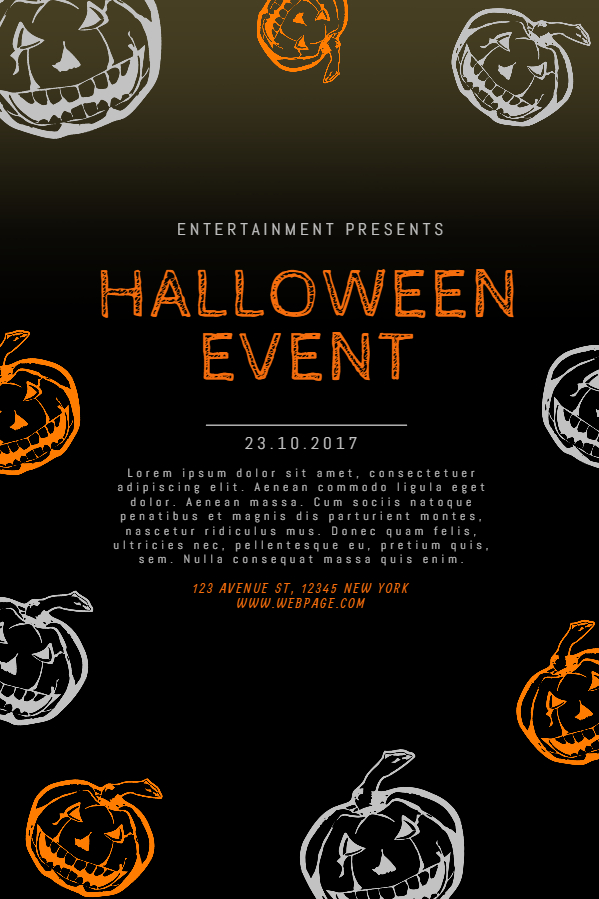 ENTERTAINMENT PRESENTS
HALLOWEEN
EVENT
23.10.2017
Lorem ipsum dolor sit amet, consectetuer
adipiscing elit. Aenean commodo ligula eget
dolor. Aenean massa. Cum sociis natoque
penatibus et magnis dis parturient montes,
nascetur ridiculus mus. Donec quam felis,
ultricies nec, pellentesque eu, pretium quis,
sem. Nulla consequat massa quis enim.
123 AVENUE ST, 12345 NEW YORK
WWW.WEBPAGE.COM